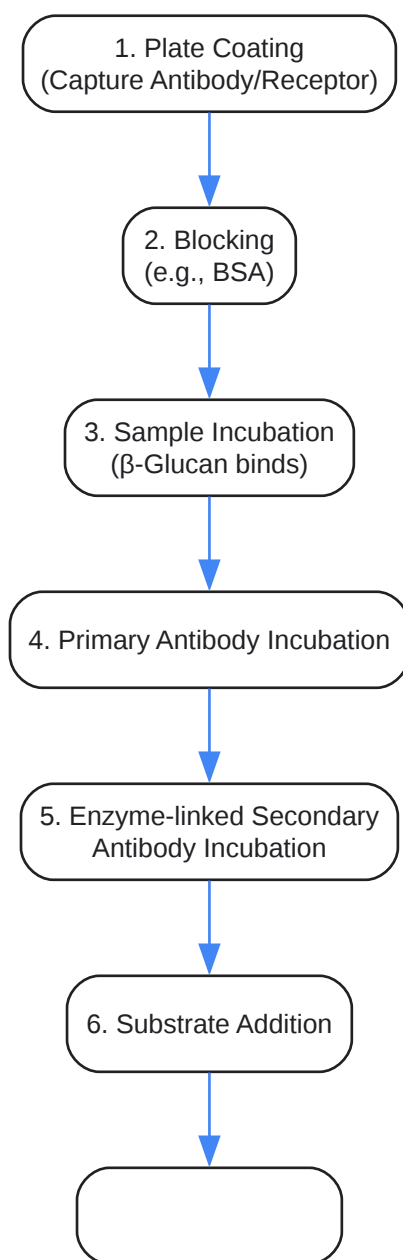 1. Plate Coating
(Capture Antibody/Receptor)
2. Blocking
(e.g., BSA)
3. Sample Incubation
(β-Glucan binds)
4. Primary Antibody Incubation
5. Enzyme-linked Secondary
Antibody Incubation
6. Substrate Addition